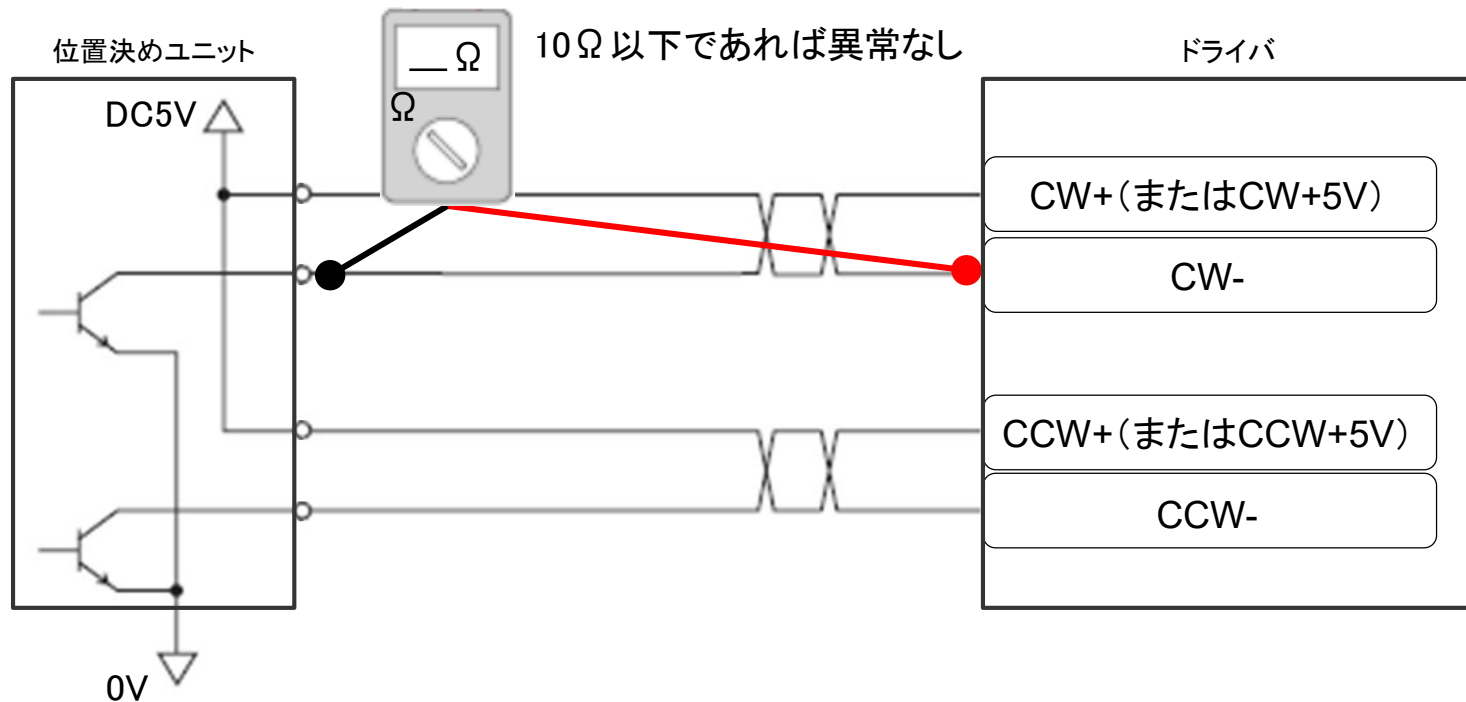 位置決めユニット
__ Ω
10Ω以下であれば異常なし
ドライバ
Ω
DC5V
CW+(またはCW+5V)
CW-
CCW+(またはCCW+5V)
CCW-
0V